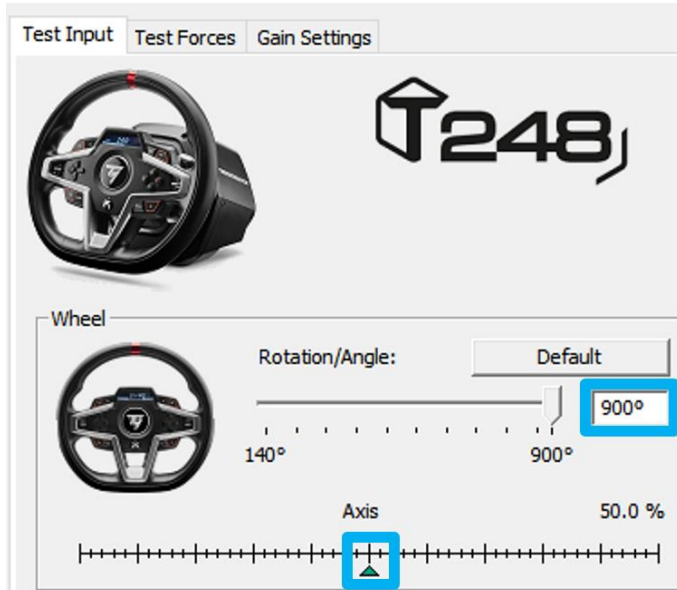 Test Input Test Forces Gain Settings
T248
Wheel
Rotation/Angle: Default
900°
140° 900°
Axis 50.0 %